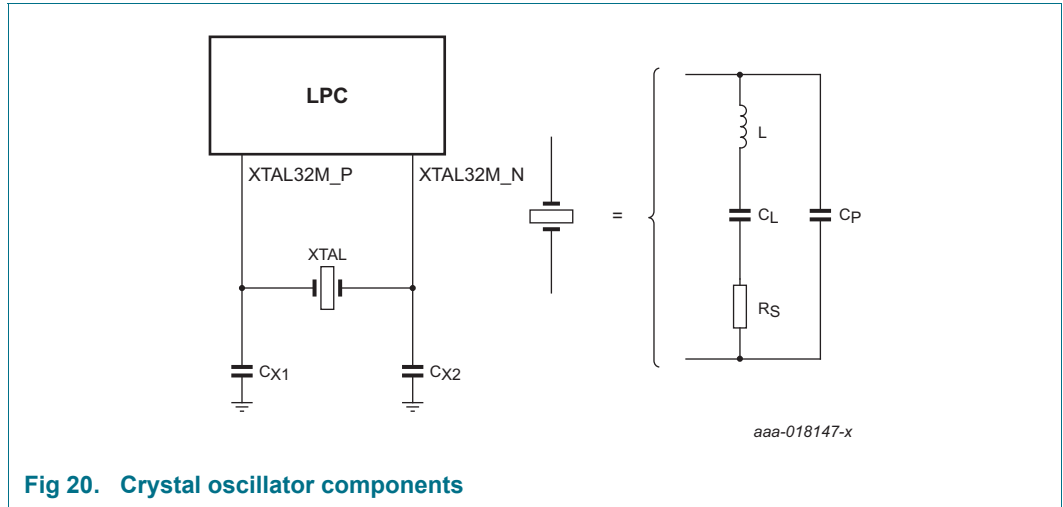 LPC
XTAL32M_P
XTAL32M_N
XTAL
CX1
CX2
=
L
CL
CP
RS
aaa-018147-x
Fig 20. Crystal oscillator components